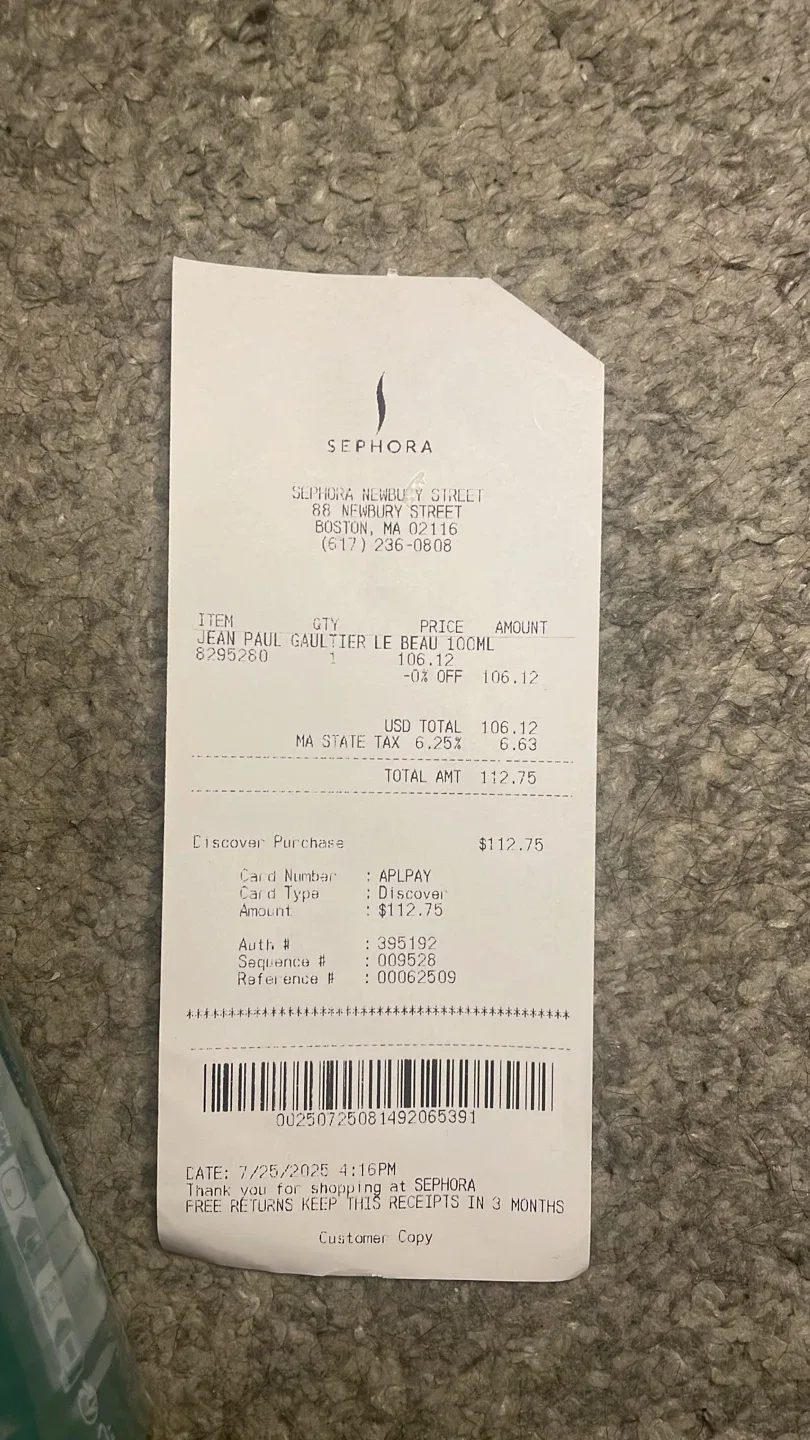 SEPHORA
SEPHORA NEWBURY STREET
88 NEWBURY STREET
BOSTON, MA 02116
(617) 236-0808
ITEM QTY PRICE AMOUNT
JEAN PAUL GAULTIER LE BEAU 100ML
8295280 1 106.12
-0% OFF 106.12
USD TOTAL 106.12
MA STATE TAX 6.25% 6.63
TOTAL AMT 112.75
Discover Purchase $112.75
Card Number : APLPAY
Card Type : Discover
Amount : $112.75
Auth # : 395192
Sequence # : 009528
Reference # : 00062509
******************************************
00250725081492065391
DATE: 7/25/2025 4:16PM
Thank you for shopping at SEPHORA
FREE RETURNS KEEP THIS RECEIPTS IN 3 MONTHS
Customer Copy